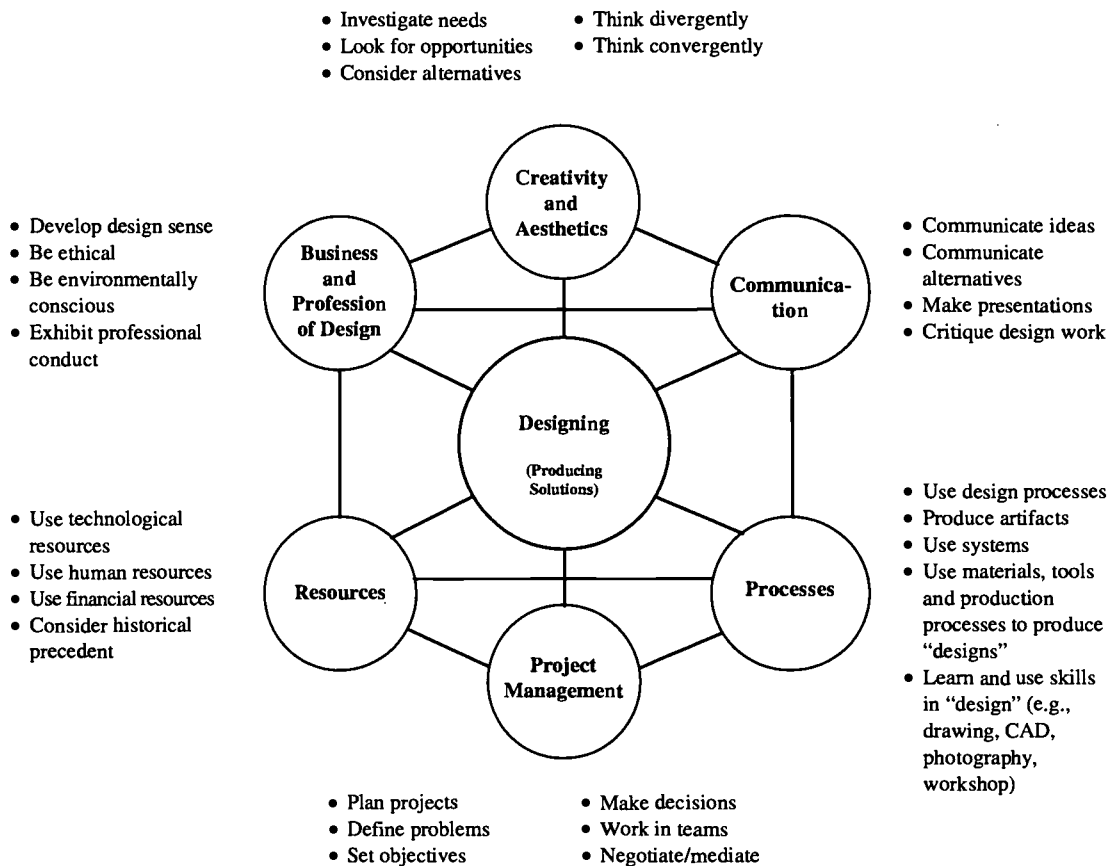 • Investigate needs
• Look for opportunities
• Consider alternatives
• Think divergently
• Think convergently
Creativity
and
Aesthetics
• Develop design sense
• Be ethical
• Be environmentally
conscious
• Exhibit professional
conduct
Business
and
Profession
of Design
Communica-
tion
• Communicate ideas
• Communicate
alternatives
• Make presentations
• Critique design work
Designing
(Producing
Solutions)
• Use technological
resources
• Use human resources
• Use financial resources
• Consider historical
precedent
Resources
Processes
• Use design processes
• Produce artifacts
• Use systems
• Use materials, tools
and production
processes to produce
“designs”
• Learn and use skills
in “design” (e.g.,
drawing, CAD,
photography,
workshop)
Project
Management
• Plan projects
• Define problems
• Set objectives
• Make decisions
• Work in teams
• Negotiate/mediate